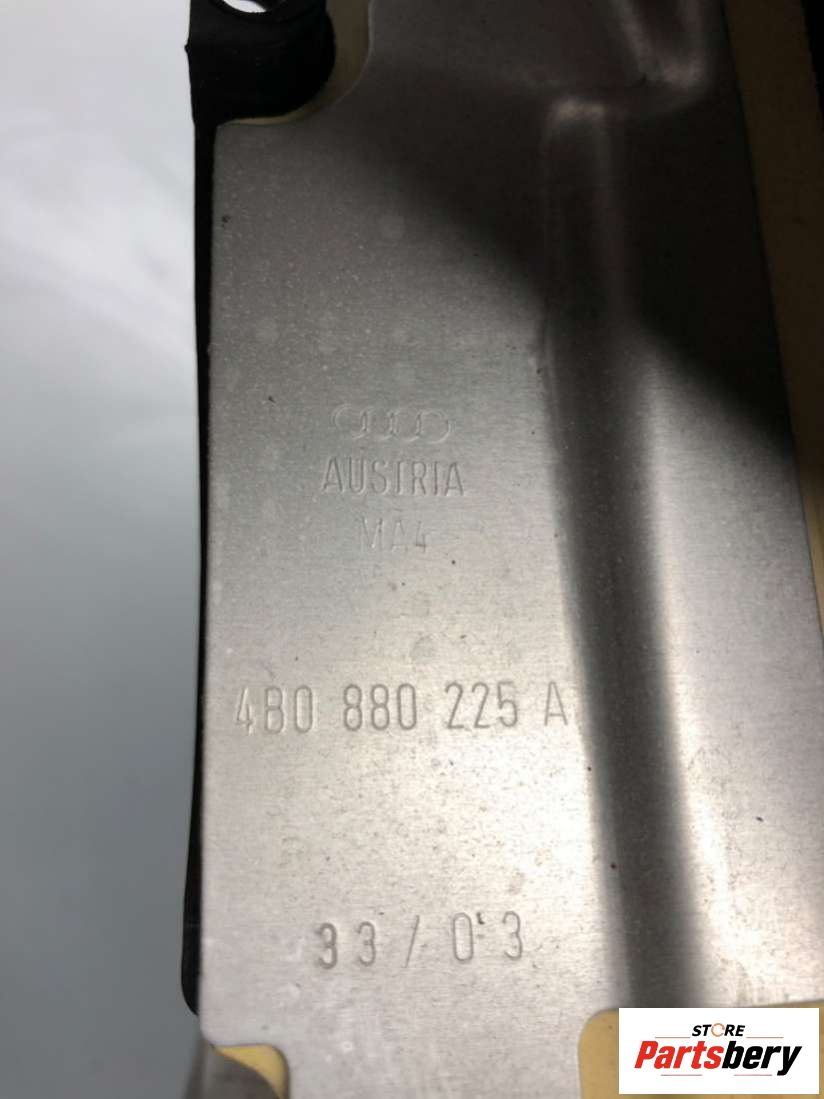 AUSTRIA
MA4
4B0 880 225 A
33/03
STORE
Partsbery